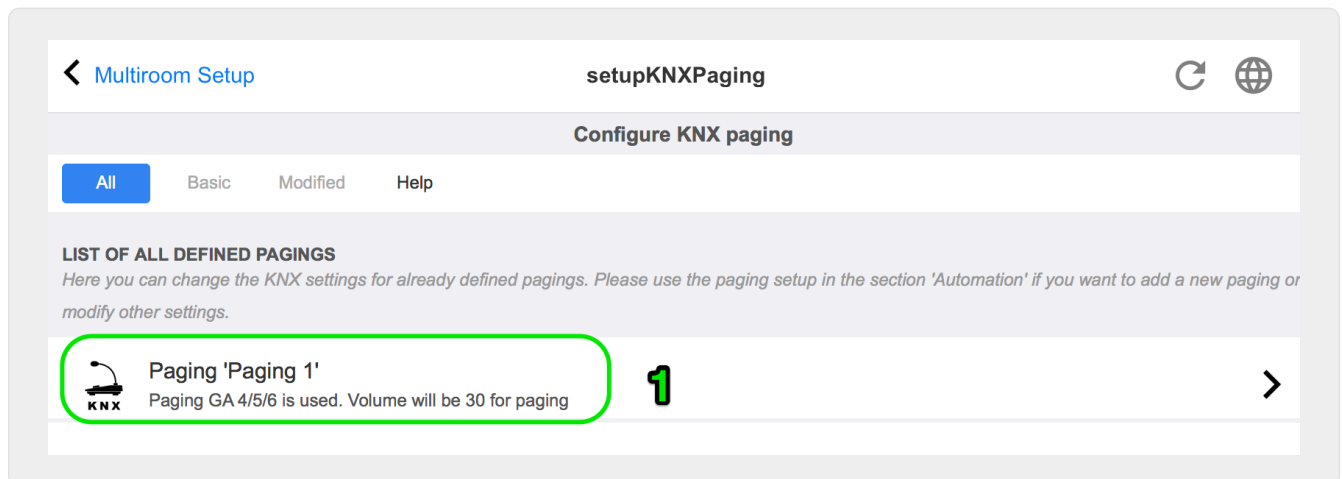 Multiroom Setup
setupKNXPaging
Configure KNX paging
All Basic Modified Help
LIST OF ALL DEFINED PAGINGS
Here you can change the KNX settings for already defined pagings. Please use the paging setup in the section 'Automation' if you want to add a new paging or
modify other settings.
Paging 'Paging 1'
KNX
Paging GA 4/5/6 is used. Volume will be 30 for paging
1